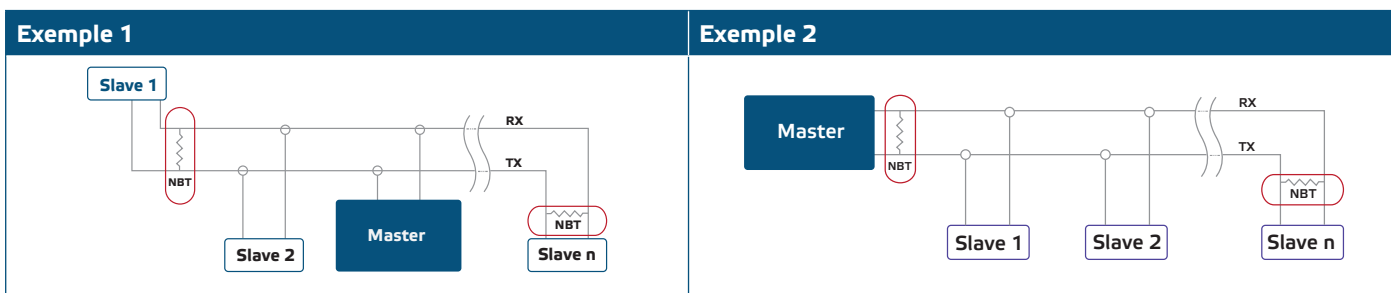 Exemple 1
Slave 1
RX
TX
NBT
NBT
Slave 2
Master
Slave n
Exemple 2
Master
RX
TX
NBT
NBT
Slave 1
Slave 2
Slave n